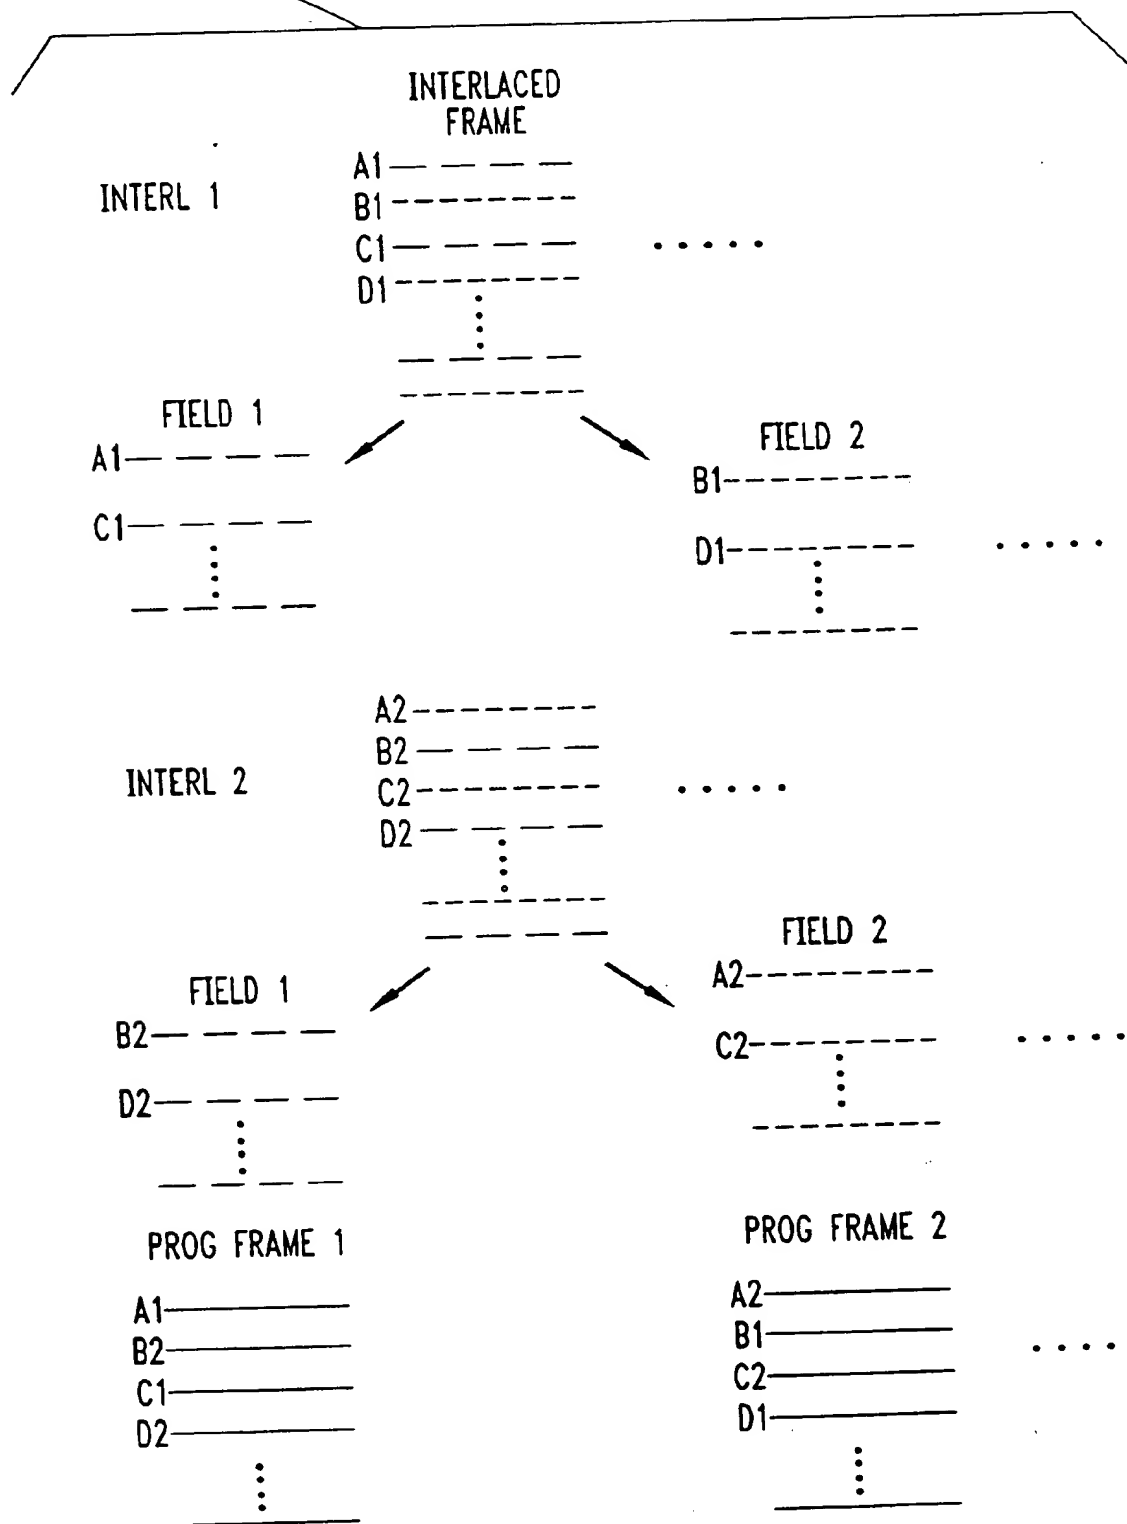 INTERLACED
FRAME
INTERL 1
A1
B1
C1
D1
FIELD 1
A1
C1
FIELD 2
B1
D1
INTERL 2
A2
B2
C2
D2
FIELD 1
B2
D2
FIELD 2
A2
C2
PROG FRAME 1
A1
B2
C1
D2
PROG FRAME 2
A2
B1
C2
D1